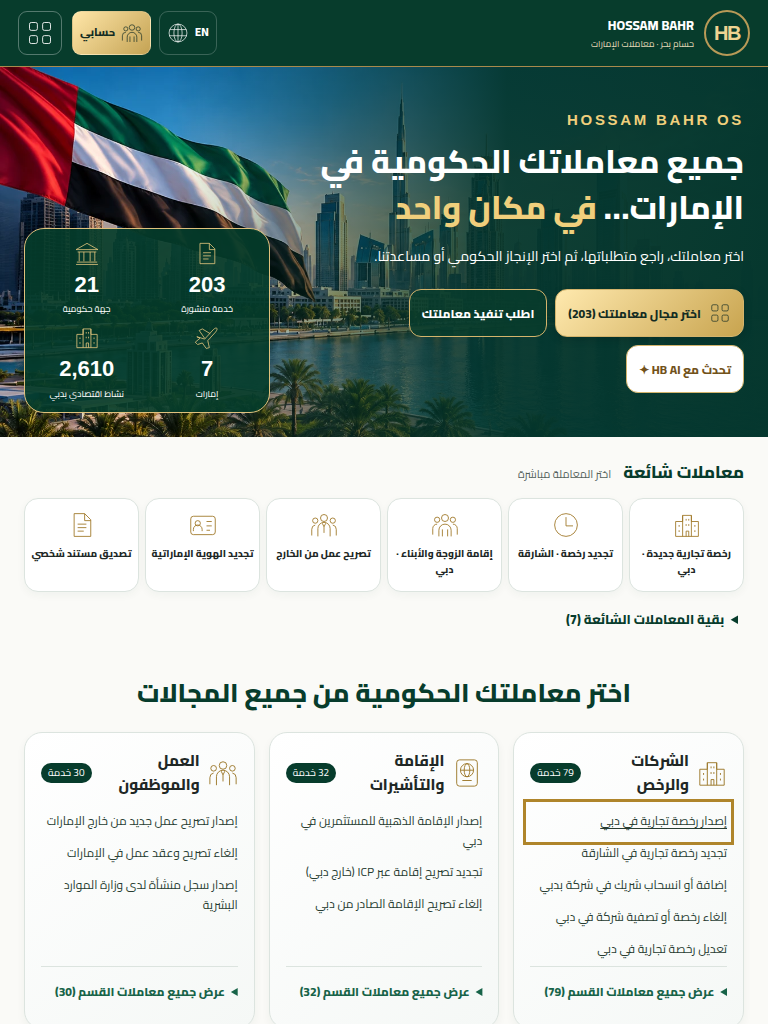 HB
HOSSAM BAHR
حسام بحر · معاملات الإمارات
EN
حسابي
HOSSAM BAHR OS
جميع معاملاتك الحكومية في
الإمارات... في مكان واحد
اختر معاملتك، راجع متطلباتها، ثم اختر الإنجاز الحكومي أو مساعدتنا.
اختر مجال معاملتك (203)
اطلب تنفيذ معاملتك
تحدث مع HB AI ✦
203
خدمة منشورة
21
جهة حكومية
7
إمارات
2,610
نشاط اقتصادي بدبي
معاملات شائعة
اختر المعاملة مباشرة
رخصة تجارية جديدة ·
دبي
تجديد رخصة · الشارقة
إقامة الزوجة والأبناء ·
دبي
تصريح عمل من الخارج
تجديد الهوية الإماراتية
تصديق مستند شخصي
بقية المعاملات الشائعة (7)
اختر معاملتك الحكومية من جميع المجالات
الشركات
والرخص
79 خدمة
إصدار رخصة تجارية في دبي
تجديد رخصة تجارية في الشارقة
إضافة أو انسحاب شريك في شركة بدبي
إلغاء رخصة أو تصفية شركة في دبي
تعديل رخصة تجارية في دبي
عرض جميع معاملات القسم (79)
الإقامة
والتأشيرات
32 خدمة
إصدار الإقامة الذهبية للمستثمرين في
دبي
تجديد تصريح إقامة عبر ICP (خارج دبي)
إلغاء تصريح الإقامة الصادر من دبي
عرض جميع معاملات القسم (32)
العمل
والموظفون
30 خدمة
إصدار تصريح عمل جديد من خارج الإمارات
إلغاء تصريح وعقد عمل في الإمارات
إصدار سجل منشأة لدى وزارة الموارد
البشرية
عرض جميع معاملات القسم (30)